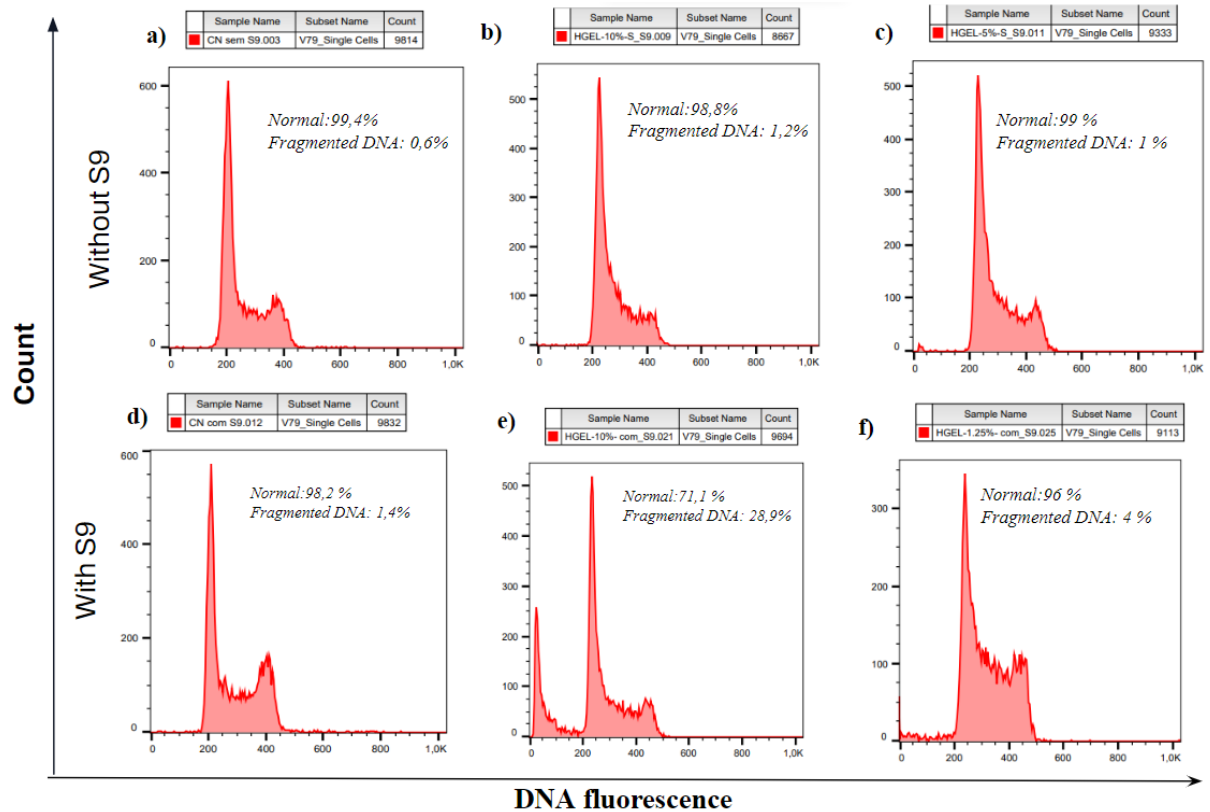 a)
Sample Name Subset Name Count
CN sem S9.003 V79_Single Cells 9814
Normal:99,4%
Fragmented DNA: 0,6%
600
400
200
0
0 200 400 600 800 1,0K
b)
Sample Name Subset Name Count
HGEL-10%-S_S9.009 V79_Single Cells 8667
Normal:98,8%
Fragmented DNA: 1,2%
500
400
300
200
100
0
0 200 400 600 800 1,0K
c)
Sample Name Subset Name Count
HGEL-5%-S_S9.011 V79_Single Cells 9333
Normal:99 %
Fragmented DNA: 1 %
500
400
300
200
100
0
0 200 400 600 800 1,0K
Without S9
Count
With S9
d)
Sample Name Subset Name Count
CN com S9.012 V79_Single Cells 9832
Normal:98,2 %
Fragmented DNA: 1,4%
600
400
200
0
0 200 400 600 800 1,0K
e)
Sample Name Subset Name Count
HGEL-10%- com_S9.021 V79_Single Cells 9694
Normal:71,1 %
Fragmented DNA: 28,9%
500
400
300
200
100
0
0 200 400 600 800 1,0K
f)
Sample Name Subset Name Count
HGEL-1.25%- com_S9.025 V79_Single Cells 9113
Normal:96 %
Fragmented DNA: 4 %
300
200
100
0
0 200 400 600 800 1,0K
DNA fluorescence